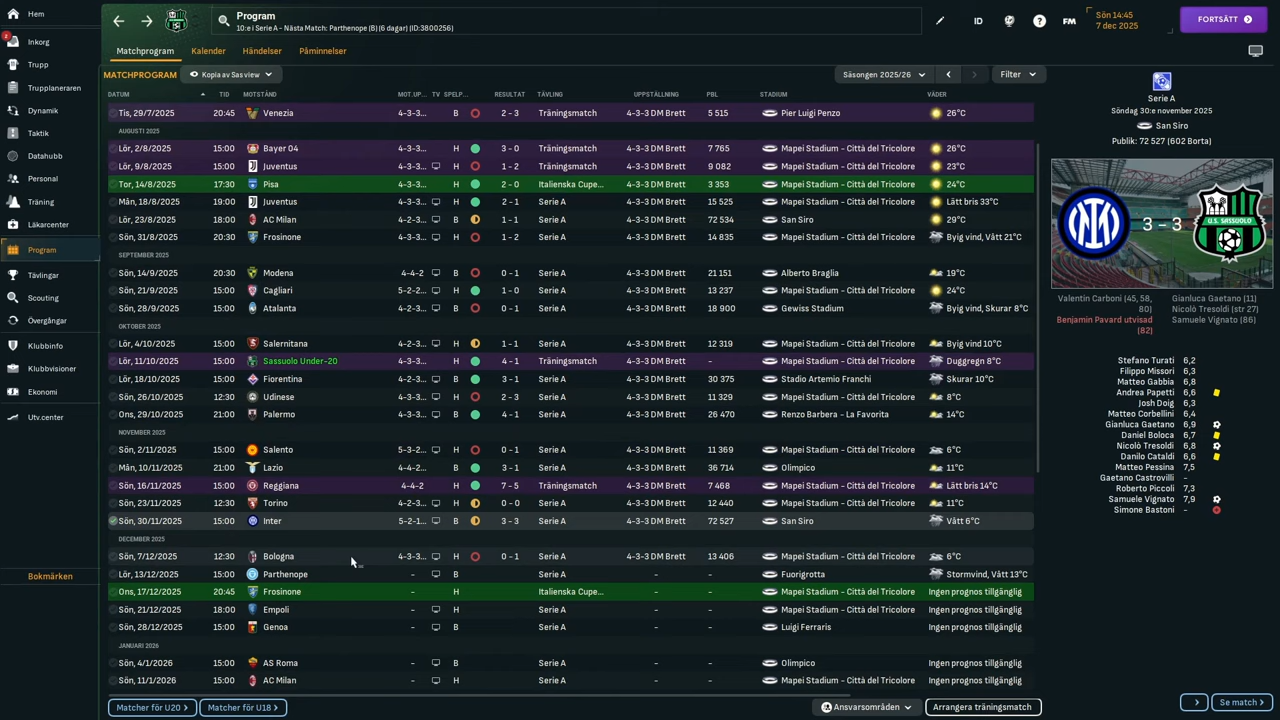 Hem
Program
10:e i Serie A - Nästa Match: Parthenope (B) (6 dagar) (ID:3800256)
ID
FM
Sön 14:45
7 dec 2025
FORTSÄTT
2
Inkorg
Trupp
Trupplaneraren
Dynamik
Taktik
Datahubb
Personal
Träning
Läkarcenter
Program
Tävlingar
Scouting
Övergångar
Klubbinfo
Klubbvisioner
Ekonomi
Utv.center
Bokmärken
Matchprogram Kalender Händelser Påminnelser
MATCHPROGRAM Kopia av Sas view Säsongen 2025/26 Filter
DATUM TID MOTSTÅND MOT.UP... TV SPELP... RESULTAT TÄVLING UPPSTÄLLNING PBL STADIUM VÄDER
Tis, 29/7/2025 20:45 Venezia 4-3-3... B 2 - 3 Träningsmatch 4-3-3 DM Brett 5 515 Pier Luigi Penzo 26°C
AUGUSTI 2025
Lör, 2/8/2025 15:00 Bayer 04 4-3-3... H 3 - 0 Träningsmatch 4-3-3 DM Brett 7 765 Mapei Stadium - Città del Tricolore 26°C
Lör, 9/8/2025 15:00 Juventus 4-3-3... H 1 - 2 Träningsmatch 4-3-3 DM Brett 9 082 Mapei Stadium - Città del Tricolore 23°C
Tor, 14/8/2025 17:30 Pisa 4-3-3... H 2 - 0 Italienska Cupe... 4-3-3 DM Brett 3 353 Mapei Stadium - Città del Tricolore 24°C
Mån, 18/8/2025 19:00 Juventus 4-3-3... H 2 - 1 Serie A 4-3-3 DM Brett 15 525 Mapei Stadium - Città del Tricolore Lätt bris 33°C
Lör, 23/8/2025 18:00 AC Milan 4-2-3... B 1 - 1 Serie A 4-3-3 DM Brett 72 534 San Siro 29°C
Sön, 31/8/2025 20:30 Frosinone 4-3-3... H 1 - 2 Serie A 4-3-3 DM Brett 14 835 Mapei Stadium - Città del Tricolore Byig vind, Vått 21°C
SEPTEMBER 2025
Sön, 14/9/2025 20:30 Modena 4-4-2 B 0 - 1 Serie A 4-3-3 DM Brett 21 151 Alberto Braglia 19°C
Sön, 21/9/2025 15:00 Cagliari 5-2-2... H 1 - 0 Serie A 4-3-3 DM Brett 13 237 Mapei Stadium - Città del Tricolore 24°C
Sön, 28/9/2025 15:00 Atalanta 4-2-3... B 0 - 1 Serie A 4-3-3 DM Brett 18 900 Gewiss Stadium Byig vind, Skurar 8°C
OKTOBER 2025
Lör, 4/10/2025 15:00 Salernitana 4-2-3... H 1 - 1 Serie A 4-3-3 DM Brett 12 319 Mapei Stadium - Città del Tricolore Byig vind 10°C
Lör, 11/10/2025 15:00 Sassuolo Under-20 4-3-3... H 4 - 1 Träningsmatch 4-3-3 DM Brett - Mapei Stadium - Città del Tricolore Duggregn 8°C
Lör, 18/10/2025 15:00 Fiorentina 4-2-3... B 3 - 1 Serie A 4-3-3 DM Brett 30 375 Stadio Artemio Franchi Skurar 10°C
Sön, 26/10/2025 12:30 Udinese 4-2-3... H 2 - 3 Serie A 4-3-3 DM Brett 11 329 Mapei Stadium - Città del Tricolore 8°C
Ons, 29/10/2025 21:00 Palermo 4-3-3... B 4 - 1 Serie A 4-3-3 DM Brett 26 470 Renzo Barbera - La Favorita 14°C
NOVEMBER 2025
Sön, 2/11/2025 15:00 Salento 5-3-2... H 0 - 3 Serie A 4-3-3 DM Brett 11 369 Mapei Stadium - Città del Tricolore 6°C
Mån, 10/11/2025 21:00 Lazio 4-4-2... B 3 - 1 Serie A 4-3-3 DM Brett 36 714 Olimpico 11°C
Sön, 16/11/2025 15:00 Reggiana 4-4-2 H 7 - 5 Träningsmatch 4-3-3 DM Brett 7 468 Mapei Stadium - Città del Tricolore Lätt bris 14°C
Sön, 23/11/2025 12:30 Torino 4-2-3... H 0 - 0 Serie A 4-3-3 DM Brett 12 440 Mapei Stadium - Città del Tricolore 11°C
Sön, 30/11/2025 15:00 Inter 5-2-1... B 3 - 3 Serie A 4-3-3 DM Brett 72 527 San Siro Vått 6°C
DECEMBER 2025
Sön, 7/12/2025 12:30 Bologna 4-3-3... H 0 - 1 Serie A 4-3-3 DM Brett 13 406 Mapei Stadium - Città del Tricolore 6°C
Lör, 13/12/2025 15:00 Parthenope - B Serie A - - Fuorigrotta Stormvind, Vått 13°C
Ons, 17/12/2025 20:45 Frosinone - H Italienska Cupe... - - Mapei Stadium - Città del Tricolore Ingen prognos tillgänglig
Sön, 21/12/2025 18:00 Empoli - H Serie A - - Mapei Stadium - Città del Tricolore Ingen prognos tillgänglig
Sön, 28/12/2025 15:00 Genoa - B Serie A - - Luigi Ferraris Ingen prognos tillgänglig
JANUARI 2026
Sön, 4/1/2026 15:00 AS Roma - B Serie A - - Olimpico Ingen prognos tillgänglig
Sön, 11/1/2026 15:00 AC Milan - H Serie A - - Mapei Stadium - Città del Tricolore Ingen prognos tillgänglig
Matcher för U20 Matcher för U18 Ansvarsområden Arrangera träningsmatch
Serie A
Söndag 30:e november 2025
San Siro
Publik: 72 527 (602 Borta)
3 - 3
U.S. SASSUOLO
Valentin Carboni (45, 58, 80)
Benjamin Pavard utvisad (82)
Gianluca Gaetano (11)
Nicolò Tresoldi (str 27)
Samuele Vignato (86)
Stefano Turati 6,2
Filippo Missori 6,3
Matteo Gabbia 6,8
Andrea Papetti 6,6
Josh Doig 6,3
Matteo Corbellini 6,4
Gianluca Gaetano 6,9
Daniel Boloca 6,7
Nicolò Tresoldi 6,8
Danilo Cataldi 6,6
Matteo Pessina 7,5
Gaetano Castrovilli -
Roberto Piccoli 7,3
Samuele Vignato 7,9
Simone Bastoni -
Se match